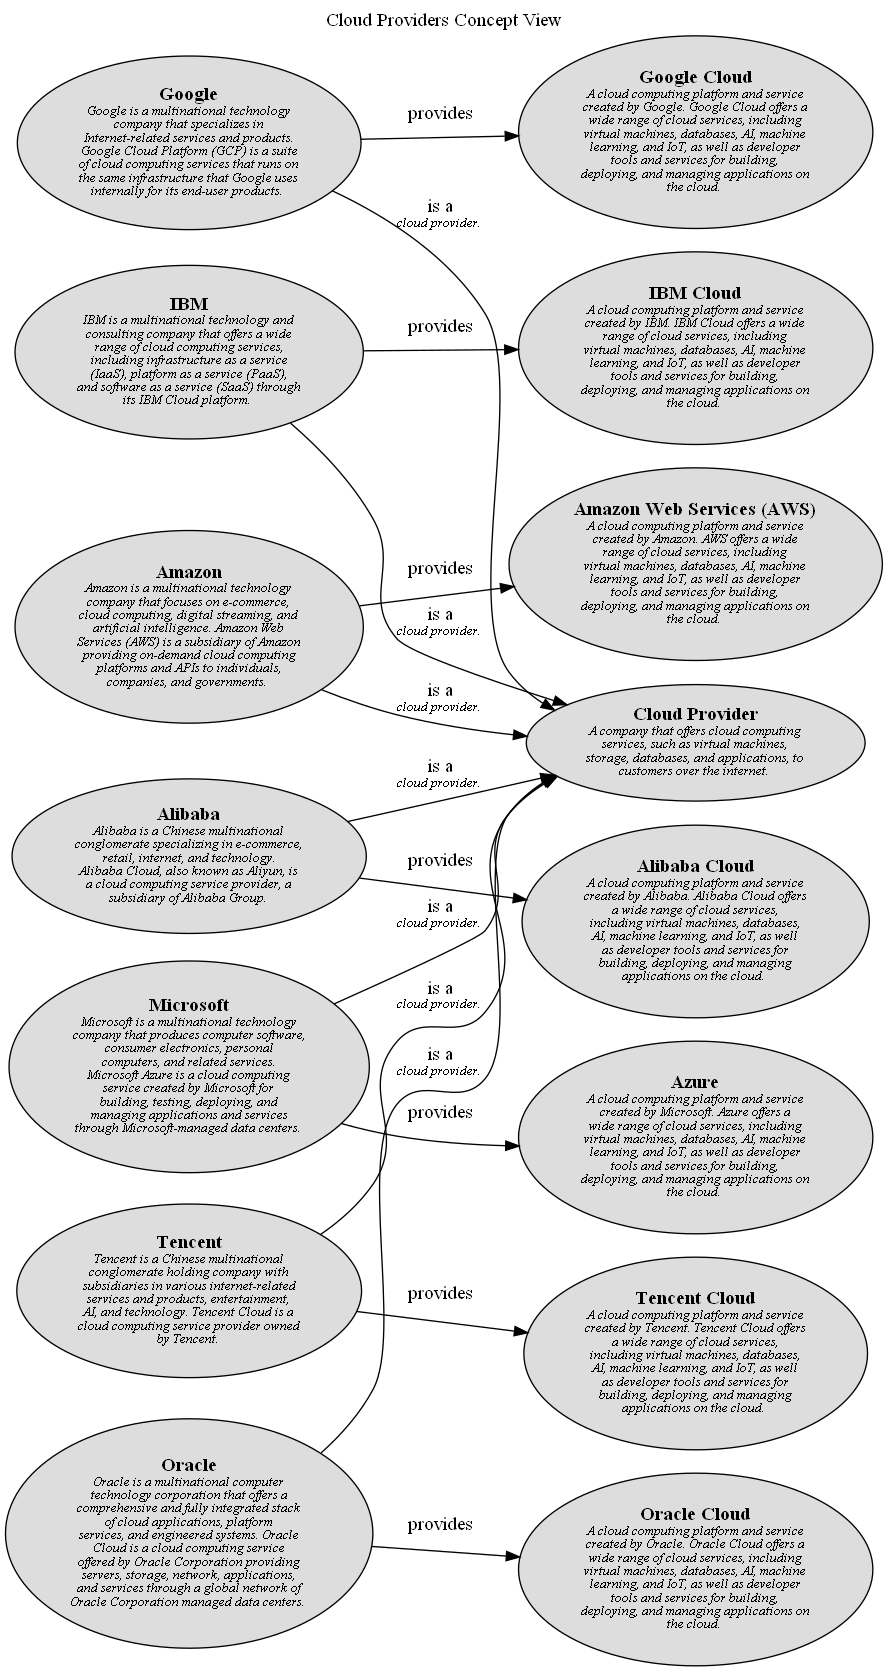 Cloud Providers Concept View
Google
Google is a multinational technology
company that specializes in
Internet-related services and products.
Google Cloud Platform (GCP) is a suite
of cloud computing services that runs on
the same infrastructure that Google uses
internally for its end-user products.
provides
Google Cloud
A cloud computing platform and service
created by Google. Google Cloud offers a
wide range of cloud services, including
virtual machines, databases, AI, machine
learning, and IoT, as well as developer
tools and services for building,
deploying, and managing applications on
the cloud.
is a
cloud provider.
IBM
IBM is a multinational technology and
consulting company that offers a wide
range of cloud computing services,
including infrastructure as a service
(IaaS), platform as a service (PaaS),
and software as a service (SaaS) through
its IBM Cloud platform.
provides
IBM Cloud
A cloud computing platform and service
created by IBM. IBM Cloud offers a wide
range of cloud services, including
virtual machines, databases, AI, machine
learning, and IoT, as well as developer
tools and services for building,
deploying, and managing applications on
the cloud.
Amazon Web Services (AWS)
A cloud computing platform and service
created by Amazon. AWS offers a wide
range of cloud services, including
virtual machines, databases, AI, machine
learning, and IoT, as well as developer
tools and services for building,
deploying, and managing applications on
the cloud.
Amazon
Amazon is a multinational technology
company that focuses on e-commerce,
cloud computing, digital streaming, and
artificial intelligence. Amazon Web
Services (AWS) is a subsidiary of Amazon
providing on-demand cloud computing
platforms and APIs to individuals,
companies, and governments.
provides
is a
cloud provider.
is a
cloud provider.
Cloud Provider
A company that offers cloud computing
services, such as virtual machines,
storage, databases, and applications, to
customers over the internet.
is a
cloud provider.
Alibaba
Alibaba is a Chinese multinational
conglomerate specializing in e-commerce,
retail, internet, and technology.
Alibaba Cloud, also known as Aliyun, is
a cloud computing service provider, a
subsidiary of Alibaba Group.
provides
Alibaba Cloud
A cloud computing platform and service
created by Alibaba. Alibaba Cloud offers
a wide range of cloud services,
including virtual machines, databases,
AI, machine learning, and IoT, as well
as developer tools and services for
building, deploying, and managing
applications on the cloud.
is a
cloud provider.
is a
cloud provider.
is a
cloud provider.
Microsoft
Microsoft is a multinational technology
company that produces computer software,
consumer electronics, personal
computers, and related services.
Microsoft Azure is a cloud computing
service created by Microsoft for
building, testing, deploying, and
managing applications and services
through Microsoft-managed data centers.
provides
Azure
A cloud computing platform and service
created by Microsoft. Azure offers a
wide range of cloud services, including
virtual machines, databases, AI, machine
learning, and IoT, as well as developer
tools and services for building,
deploying, and managing applications on
the cloud.
Tencent
Tencent is a Chinese multinational
conglomerate holding company with
subsidiaries in various internet-related
services and products, entertainment,
AI, and technology. Tencent Cloud is a
cloud computing service provider owned
by Tencent.
provides
Tencent Cloud
A cloud computing platform and service
created by Tencent. Tencent Cloud offers
a wide range of cloud services,
including virtual machines, databases,
AI, machine learning, and IoT, as well
as developer tools and services for
building, deploying, and managing
applications on the cloud.
Oracle
Oracle is a multinational computer
technology corporation that offers a
comprehensive and fully integrated stack
of cloud applications, platform
services, and engineered systems. Oracle
Cloud is a cloud computing service
offered by Oracle Corporation providing
servers, storage, network, applications,
and services through a global network of
Oracle Corporation managed data centers.
provides
Oracle Cloud
A cloud computing platform and service
created by Oracle. Oracle Cloud offers a
wide range of cloud services, including
virtual machines, databases, AI, machine
learning, and IoT, as well as developer
tools and services for building,
deploying, and managing applications on
the cloud.